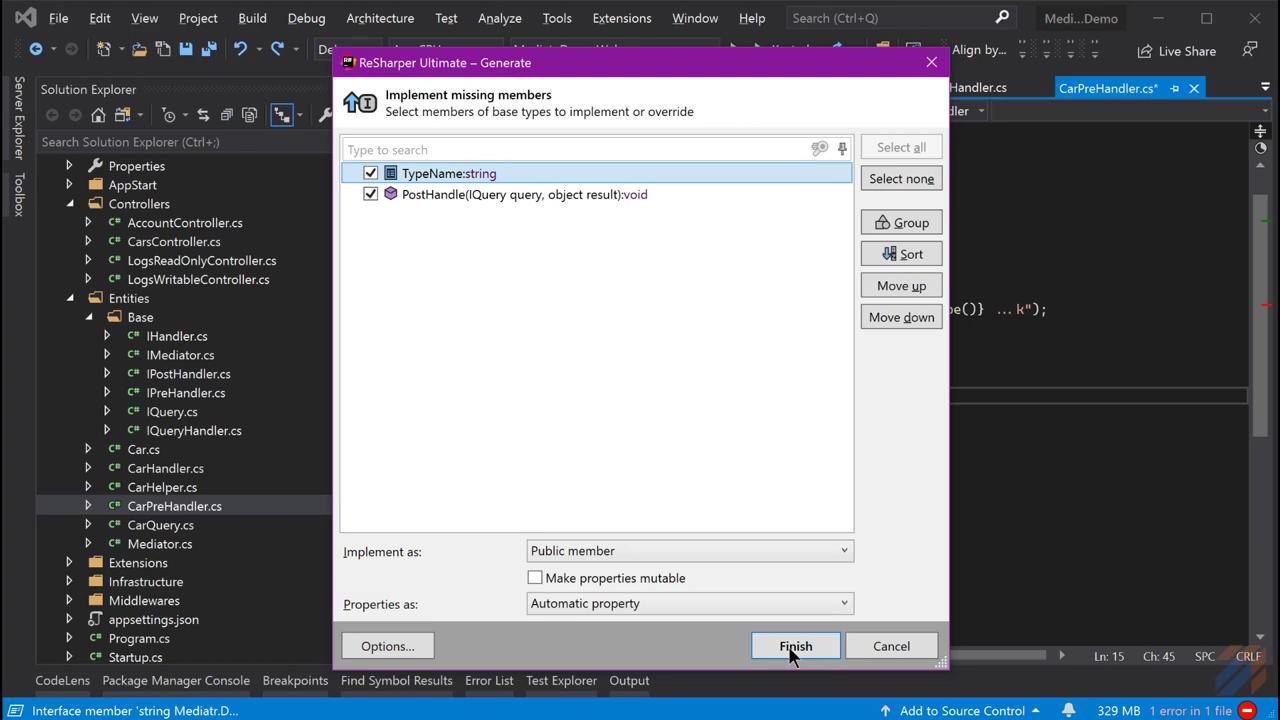 File Edit View Project Build Debug Architecture Test Analyze Tools Extensions Window Help Search (Ctrl+Q) Medi...Demo
Align by... Live Share
ReSharper Ultimate – Generate
Implement missing members
Select members of base types to implement or override
Type to search
TypeName:string
PostHandle(IQuery query, object result):void
Select all
Select none
Group
Sort
Move up
Move down
Implement as: Public member
Make properties mutable
Properties as: Automatic property
Options... Finish Cancel
Server Explorer
Toolbox
Solution Explorer
Search Solution Explorer (Ctrl+;)
Properties
AppStart
Controllers
C# AccountController.cs
C# CarsController.cs
C# LogsReadOnlyController.cs
C# LogsWritableController.cs
Entities
Base
C# IHandler.cs
C# IMediator.cs
C# IPostHandler.cs
C# IPreHandler.cs
C# IQuery.cs
C# IQueryHandler.cs
C# Car.cs
C# CarHandler.cs
C# CarHelper.cs
C# CarPreHandler.cs
C# CarQuery.cs
C# Mediator.cs
Extensions
Infrastructure
Middlewares
appsettings.json
C# Program.cs
C# Startup.cs
Handler.cs CarPreHandler.cs*
ler
pe()} ...k");
Ln: 15 Ch: 45 SPC CRLF
CodeLens Package Manager Console Breakpoints Find Symbol Results Error List Test Explorer Output
Interface member 'string Mediatr.D... Add to Source Control 329 MB 1 error in 1 file